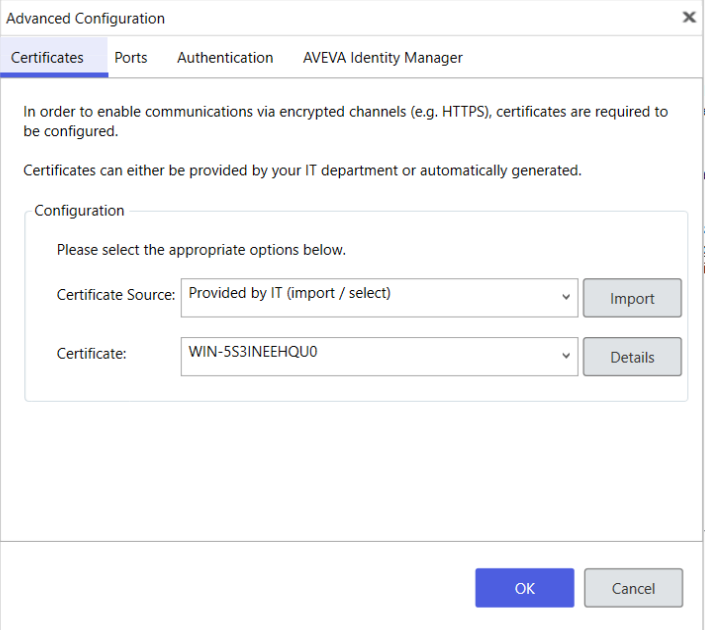 Advanced Configuration
Certificates Ports Authentication AVEVA Identity Manager
In order to enable communications via encrypted channels (e.g. HTTPS), certificates are required to
be configured.
Certificates can either be provided by your IT department or automatically generated.
Configuration
Please select the appropriate options below.
Certificate Source: Provided by IT (import / select) Import
Certificate: WIN-5S3INEEHQU0 Details
OK Cancel